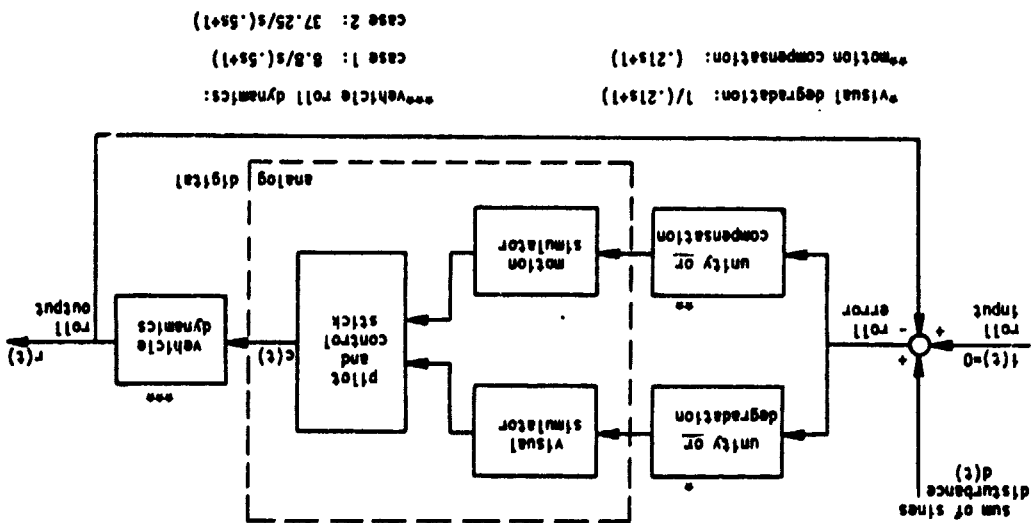 sum of sines
disturbance
d(t)
*
unity or
degradation
visual
simulator
i(t)=0
roll
input
+
+
-
roll
error
pilot
and
control
stick
c(t)
***
vehicle
dynamics
r(t)
roll
output
**
unity or
compensation
motion
simulator
analog
digital
*visual degradation: 1/(.21s+1)
**motion compensation: (.21s+1)
***vehicle roll dynamics:
case 1: 8.8/s(.5s+1)
case 2: 37.25/s(.5s+1)